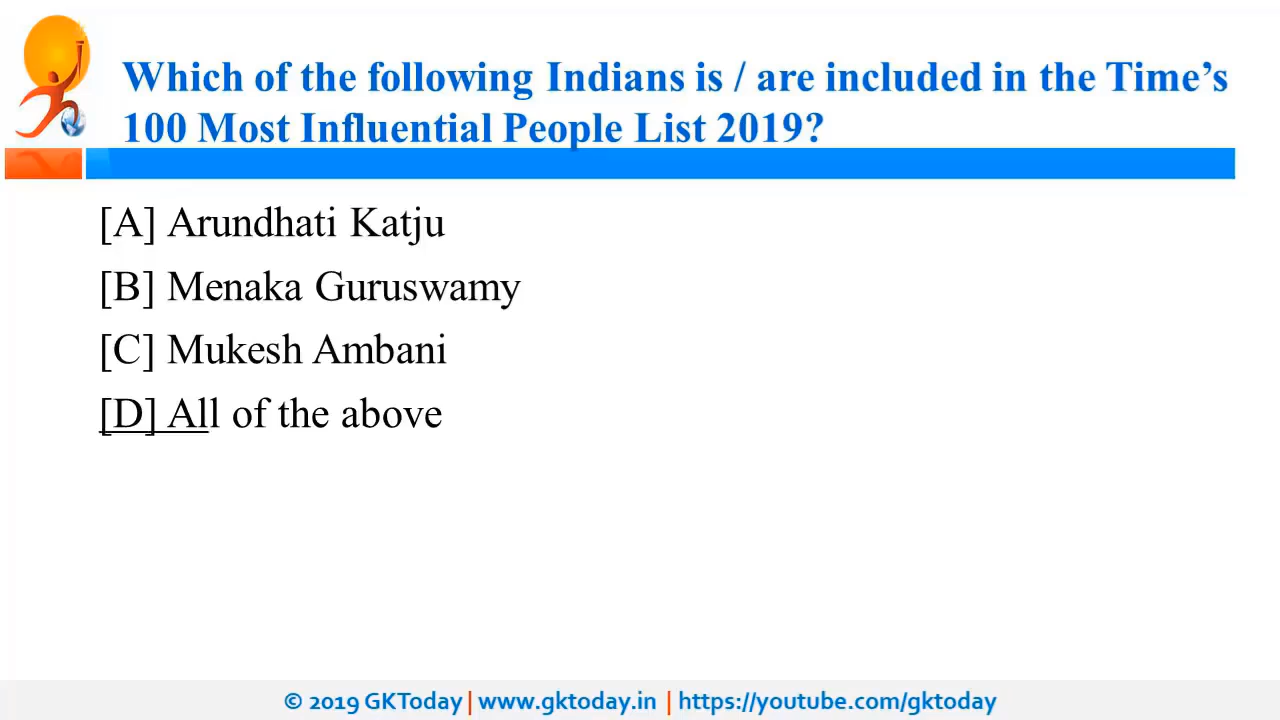 Which of the following Indians is / are included in the Time’s
100 Most Influential People List 2019?
[A] Arundhati Katju
[B] Menaka Guruswamy
[C] Mukesh Ambani
[D] All of the above
© 2019 GKToday | www.gktoday.in | https://youtube.com/gktoday